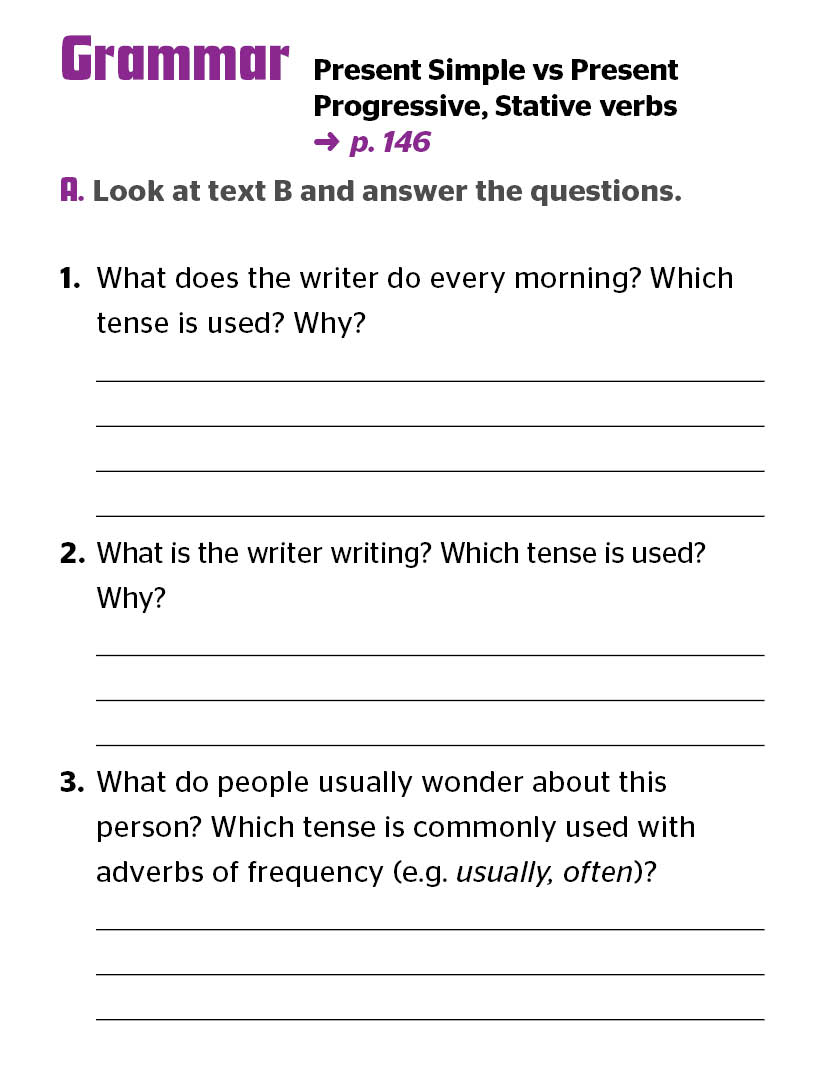 Grammar
Present Simple vs Present
Progressive, Stative verbs
➜ p. 146
A. Look at text B and answer the questions.
1. What does the writer do every morning? Which
tense is used? Why?
2. What is the writer writing? Which tense is used?
Why?
3. What do people usually wonder about this
person? Which tense is commonly used with
adverbs of frequency (e.g. usually, often)?